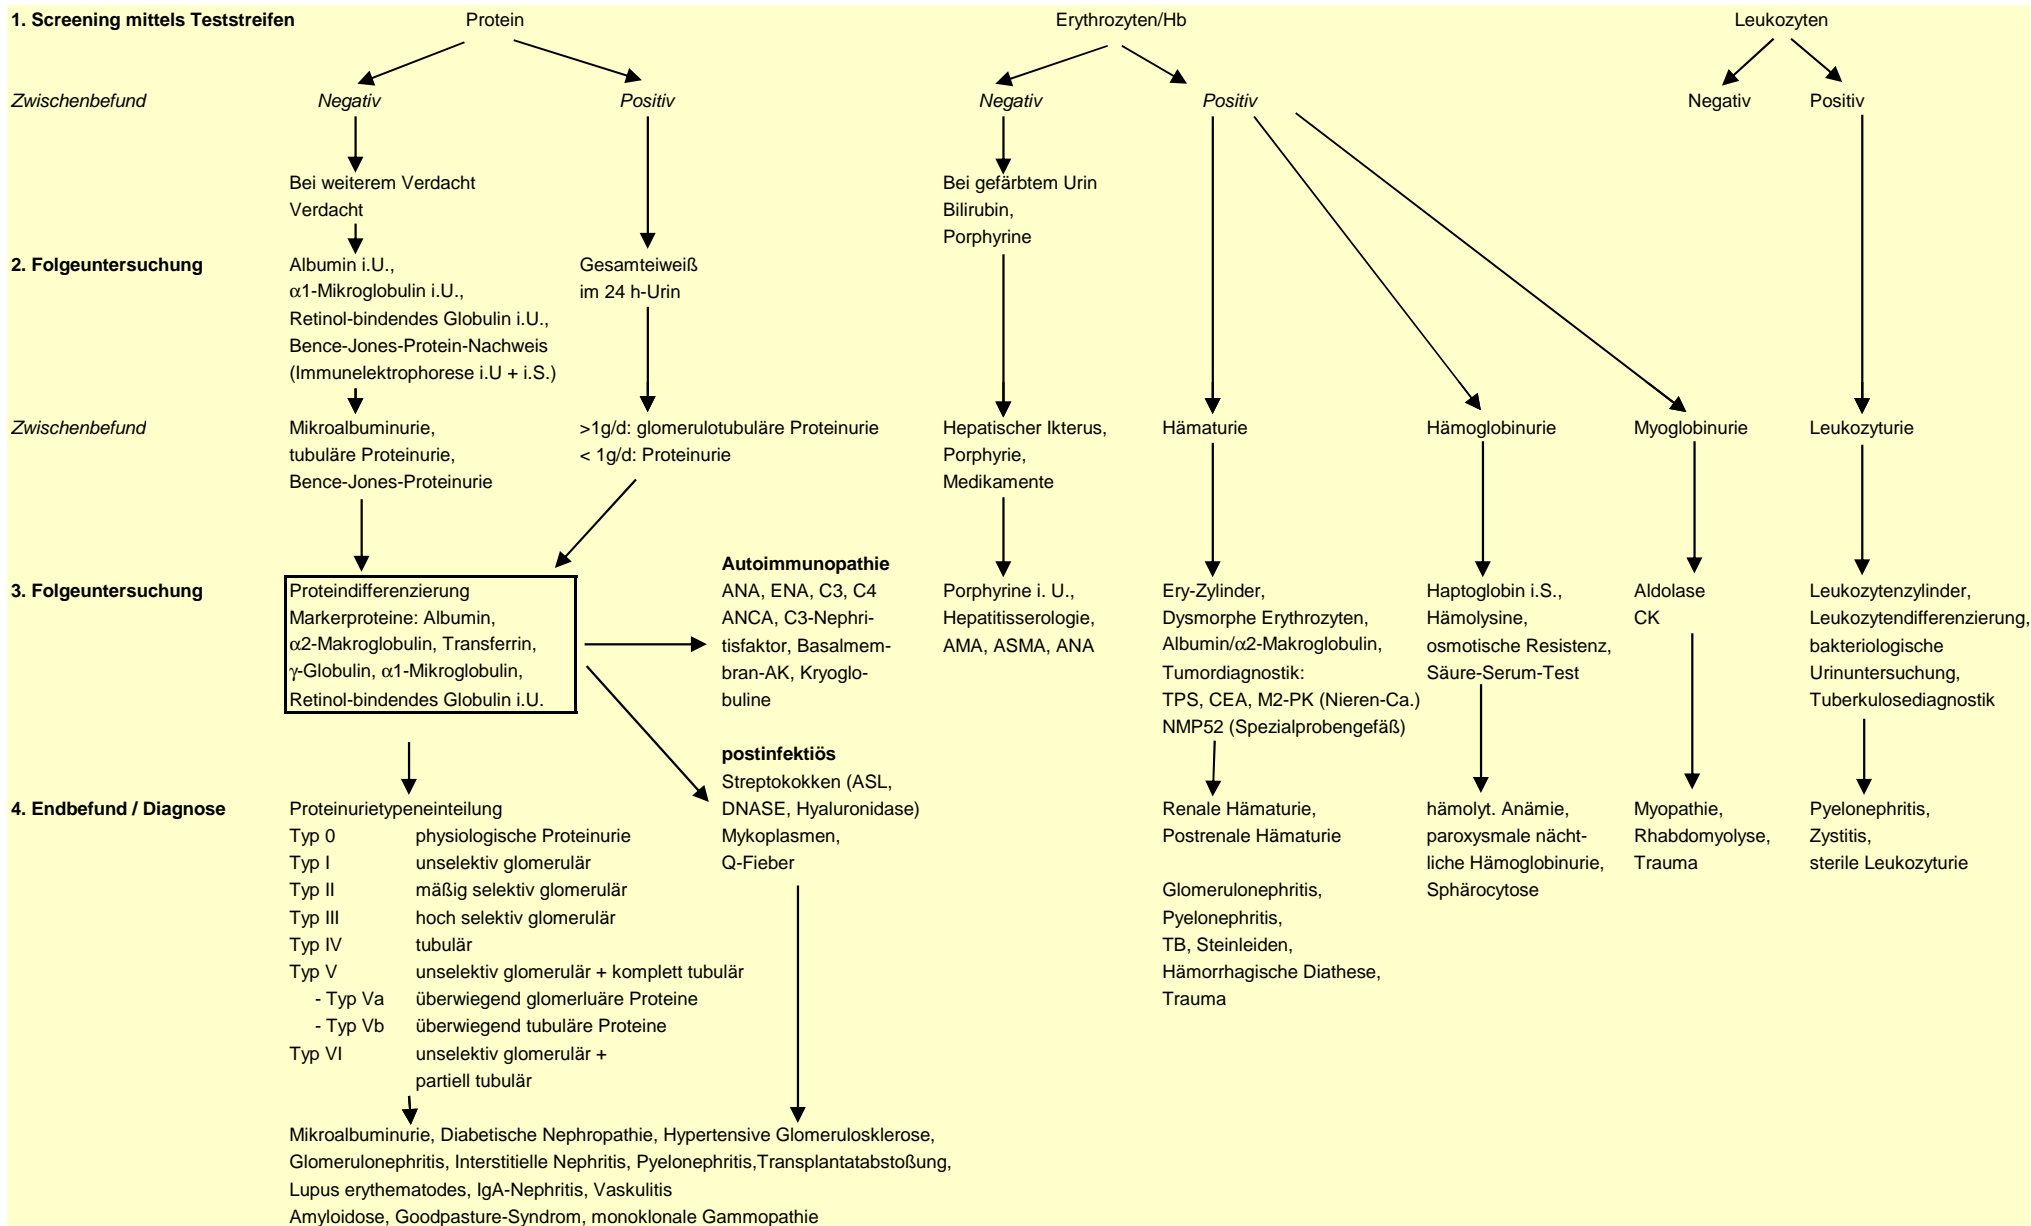 1. Screening mittels Teststreifen Protein Erythrozyten/Hb Leukozyten
Zwischenbefund Negativ Positiv Negativ Positiv Negativ Positiv
Bei weiterem Verdacht
Verdacht
Bei gefärbtem Urin
Bilirubin,
Porphyrine
2. Folgeuntersuchung
Albumin i.U.,
α1-Mikroglobulin i.U.,
Retinol-bindendes Globulin i.U.,
Bence-Jones-Protein-Nachweis
(Immunelektrophorese i.U + i.S.)
Gesamteiweiß
im 24 h-Urin
Zwischenbefund
Mikroalbuminurie,
tubuläre Proteinurie,
Bence-Jones-Proteinurie
>1g/d: glomerulotubuläre Proteinurie
< 1g/d: Proteinurie
Hepatischer Ikterus,
Porphyrie,
Medikamente
Hämaturie
Hämoglobinurie
Myoglobinurie
Leukozyturie
3. Folgeuntersuchung
Proteindifferenzierung
Markerproteine: Albumin,
α2-Makroglobulin, Transferrin,
γ-Globulin, α1-Mikroglobulin,
Retinol-bindendes Globulin i.U.
Autoimmunopathie
ANA, ENA, C3, C4
ANCA, C3-Nephri-
tisfaktor, Basalmem-
bran-AK, Kryoglo-
buline
postinfektiös
Streptokokken (ASL,
DNASE, Hyaluronidase)
Mykoplasmen,
Q-Fieber
Porphyrine i. U.,
Hepatitisserologie,
AMA, ASMA, ANA
Ery-Zylinder,
Dysmorphe Erythrozyten,
Albumin/α2-Makroglobulin,
Tumordiagnostik:
TPS, CEA, M2-PK (Nieren-Ca.)
NMP52 (Spezialprobengefäß)
Haptoglobin i.S.,
Hämolysine,
osmotische Resistenz,
Säure-Serum-Test
Aldolase
CK
Leukozytenzylinder,
Leukozytendifferenzierung,
bakteriologische
Urinuntersuchung,
Tuberkulosediagnostik
4. Endbefund / Diagnose
Proteinurietypeneinteilung
Typ 0 physiologische Proteinurie
Typ I unselektiv glomerulär
Typ II mäßig selektiv glomerulär
Typ III hoch selektiv glomerulär
Typ IV tubulär
Typ V unselektiv glomerulär + komplett tubulär
- Typ Va überwiegend glomerluäre Proteine
- Typ Vb überwiegend tubuläre Proteine
Typ VI unselektiv glomerulär +
partiell tubulär
Renale Hämaturie,
Postrenale Hämaturie
Glomerulonephritis,
Pyelonephritis,
TB, Steinleiden,
Hämorrhagische Diathese,
Trauma
hämolyt. Anämie,
paroxysmale nächt-
liche Hämoglobinurie,
Sphärocytose
Myopathie,
Rhabdomyolyse,
Trauma
Pyelonephritis,
Zystitis,
sterile Leukozyturie
Mikroalbuminurie, Diabetische Nephropathie, Hypertensive Glomerulosklerose,
Glomerulonephritis, Interstitielle Nephritis, Pyelonephritis,Transplantatabstoßung,
Lupus erythematodes, IgA-Nephritis, Vaskulitis
Amyloidose, Goodpasture-Syndrom, monoklonale Gammopathie